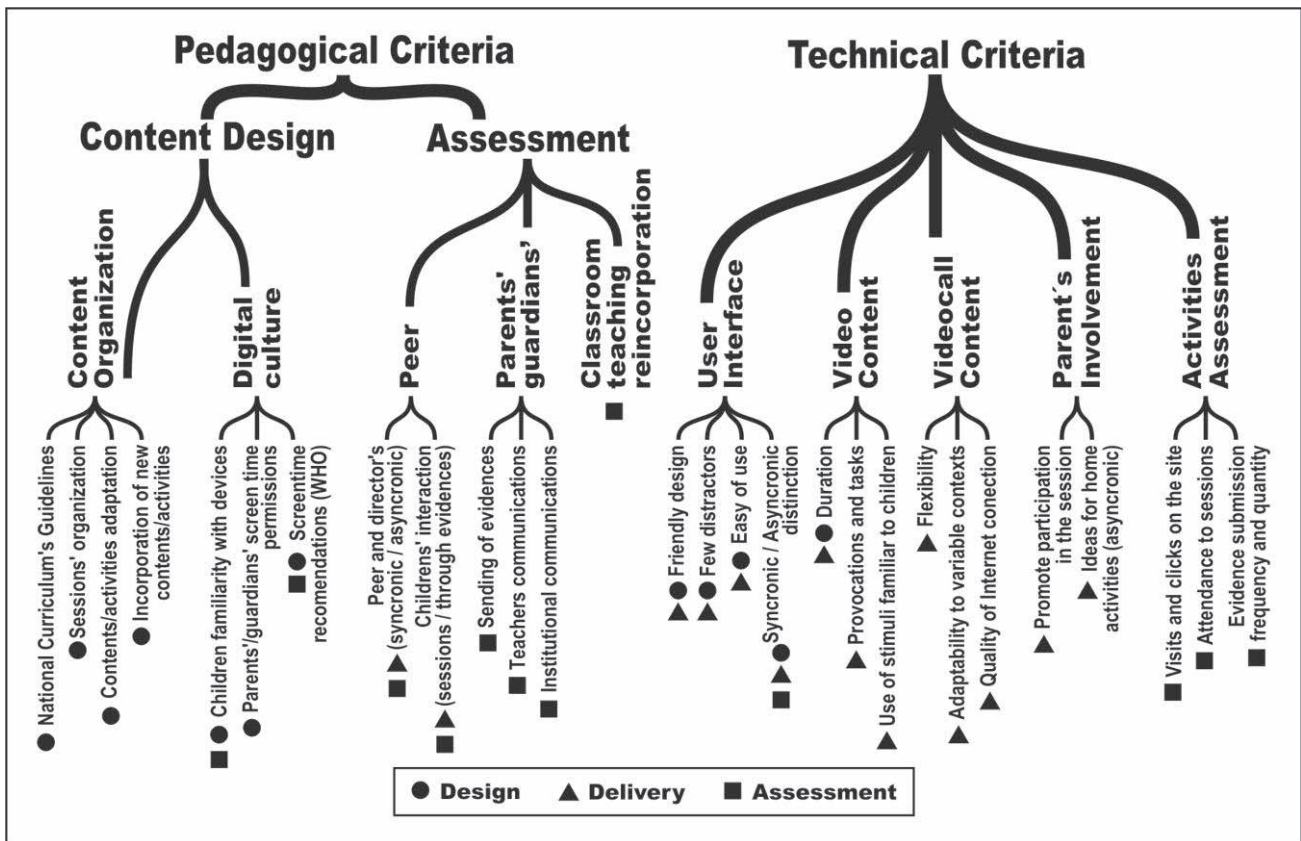 Pedagogical Criteria
Technical Criteria
Content Design
Assessment
Content
Organization
Digital
culture
Peer
Parents'
guardians'
Classroom
teaching
reincorporation
User
Interface
Video
Content
Videocall
Content
Parent´s
Involvement
Activities
Assessment
National Curriculum's Guidelines
Sessions' organization
Contents/activities adaptation
Incorporation of new
contents/activities
Children familiarity with devices
Parents'/guardians' screen time
permissions
Screentime
recomendations (WHO)
Peer and director's
(syncronic / asyncronic)
Children's interaction
(sessions / through evidences)
Sending of evidences
Teachers communications
Institutional communications
Friendly design
Few distractors
Easy of use
Syncronic / Asyncronic
distinction
Duration
Provocations and tasks
Use of stimuli familiar to children
Flexibility
Adaptability to variable contexts
Quality of Internet conection
Promote participation
in the session
Ideas for home
activities (asyncronic)
Visits and clicks on the site
Attendance to sessions
Evidence submission
frequency and quantity
Design
Delivery
Assessment